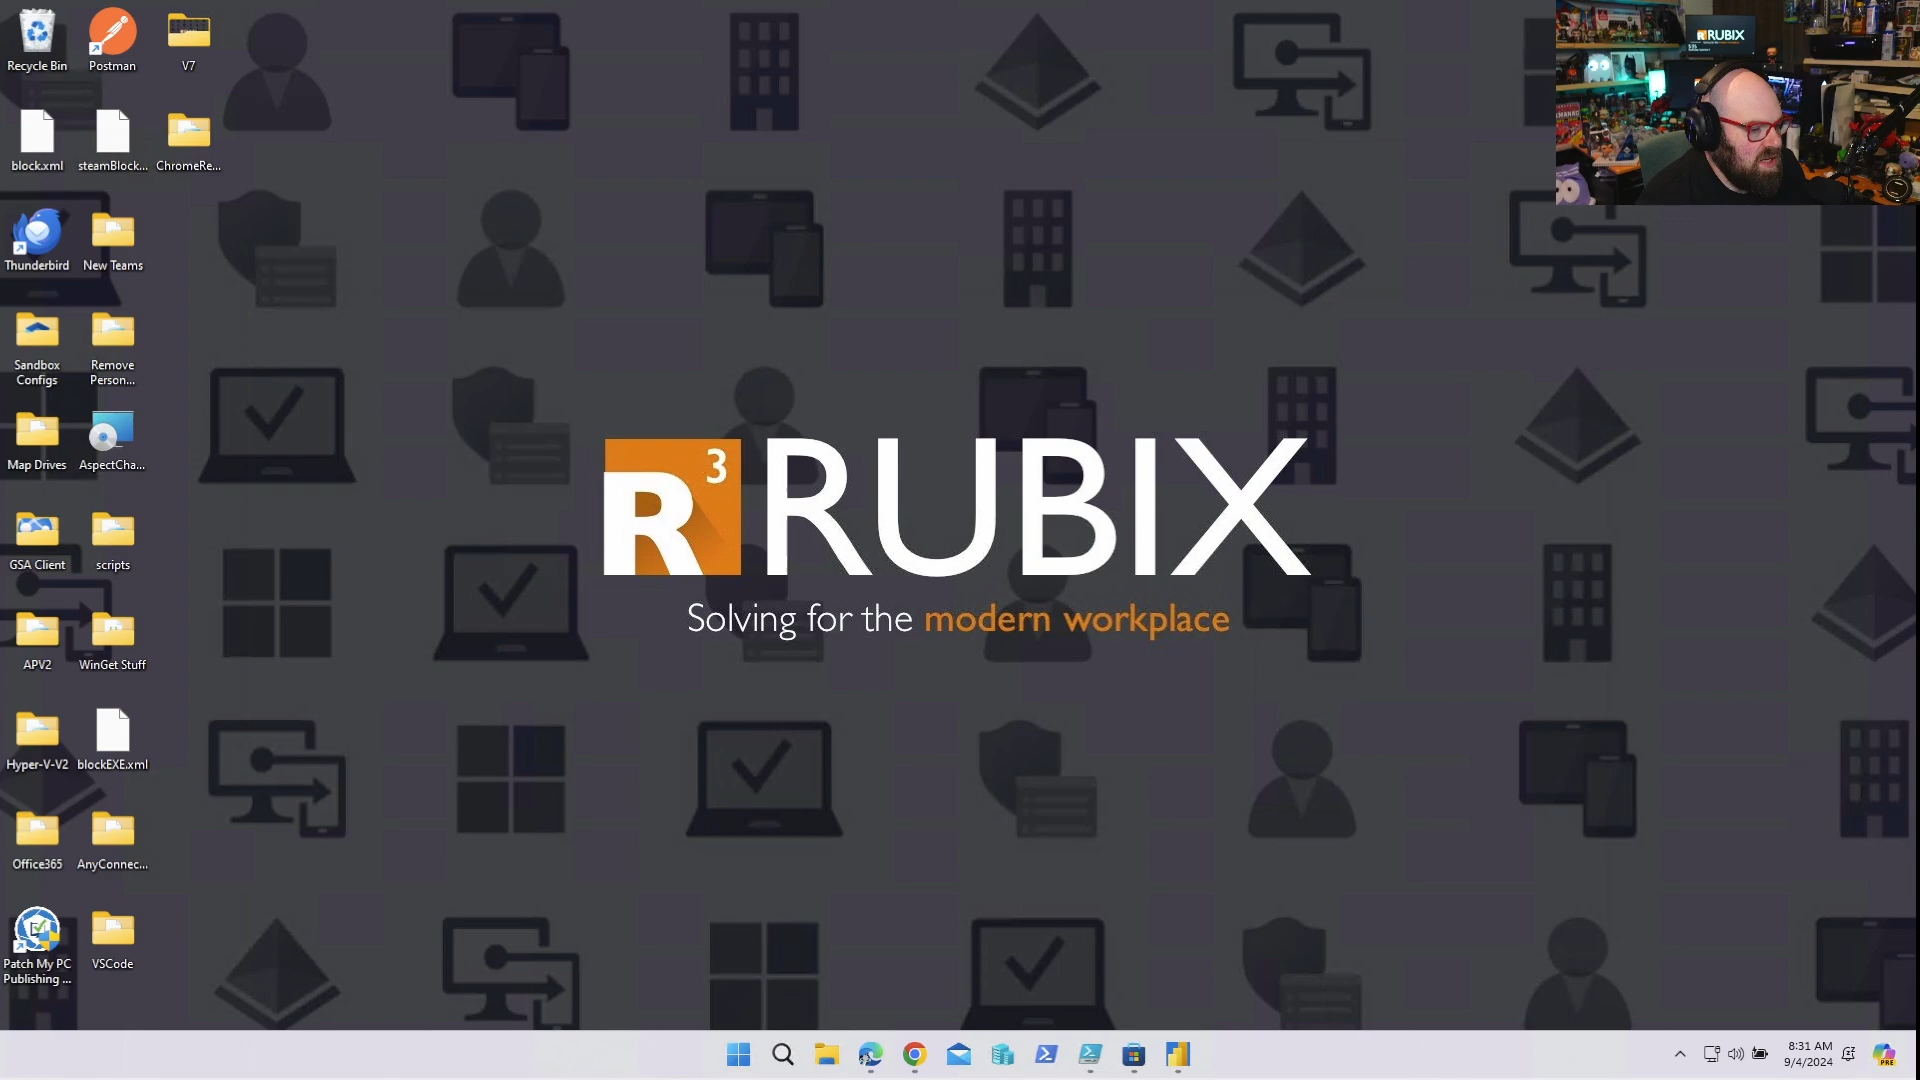 Recycle Bin
Postman
V7
block.xml
steamBlock...
ChromeRe...
Thunderbird
New Teams
Sandbox
Configs
Remove
Person...
Map Drives
AspectCha...
GSA Client
scripts
APV2
WinGet Stuff
Hyper-V-V2
blockEXE.xml
Office365
AnyConnec...
Patch My PC
Publishing ...
VSCode
R3 RUBIX
Solving for the modern workplace
RUBIX
8:31 AM
9/4/2024
PRE